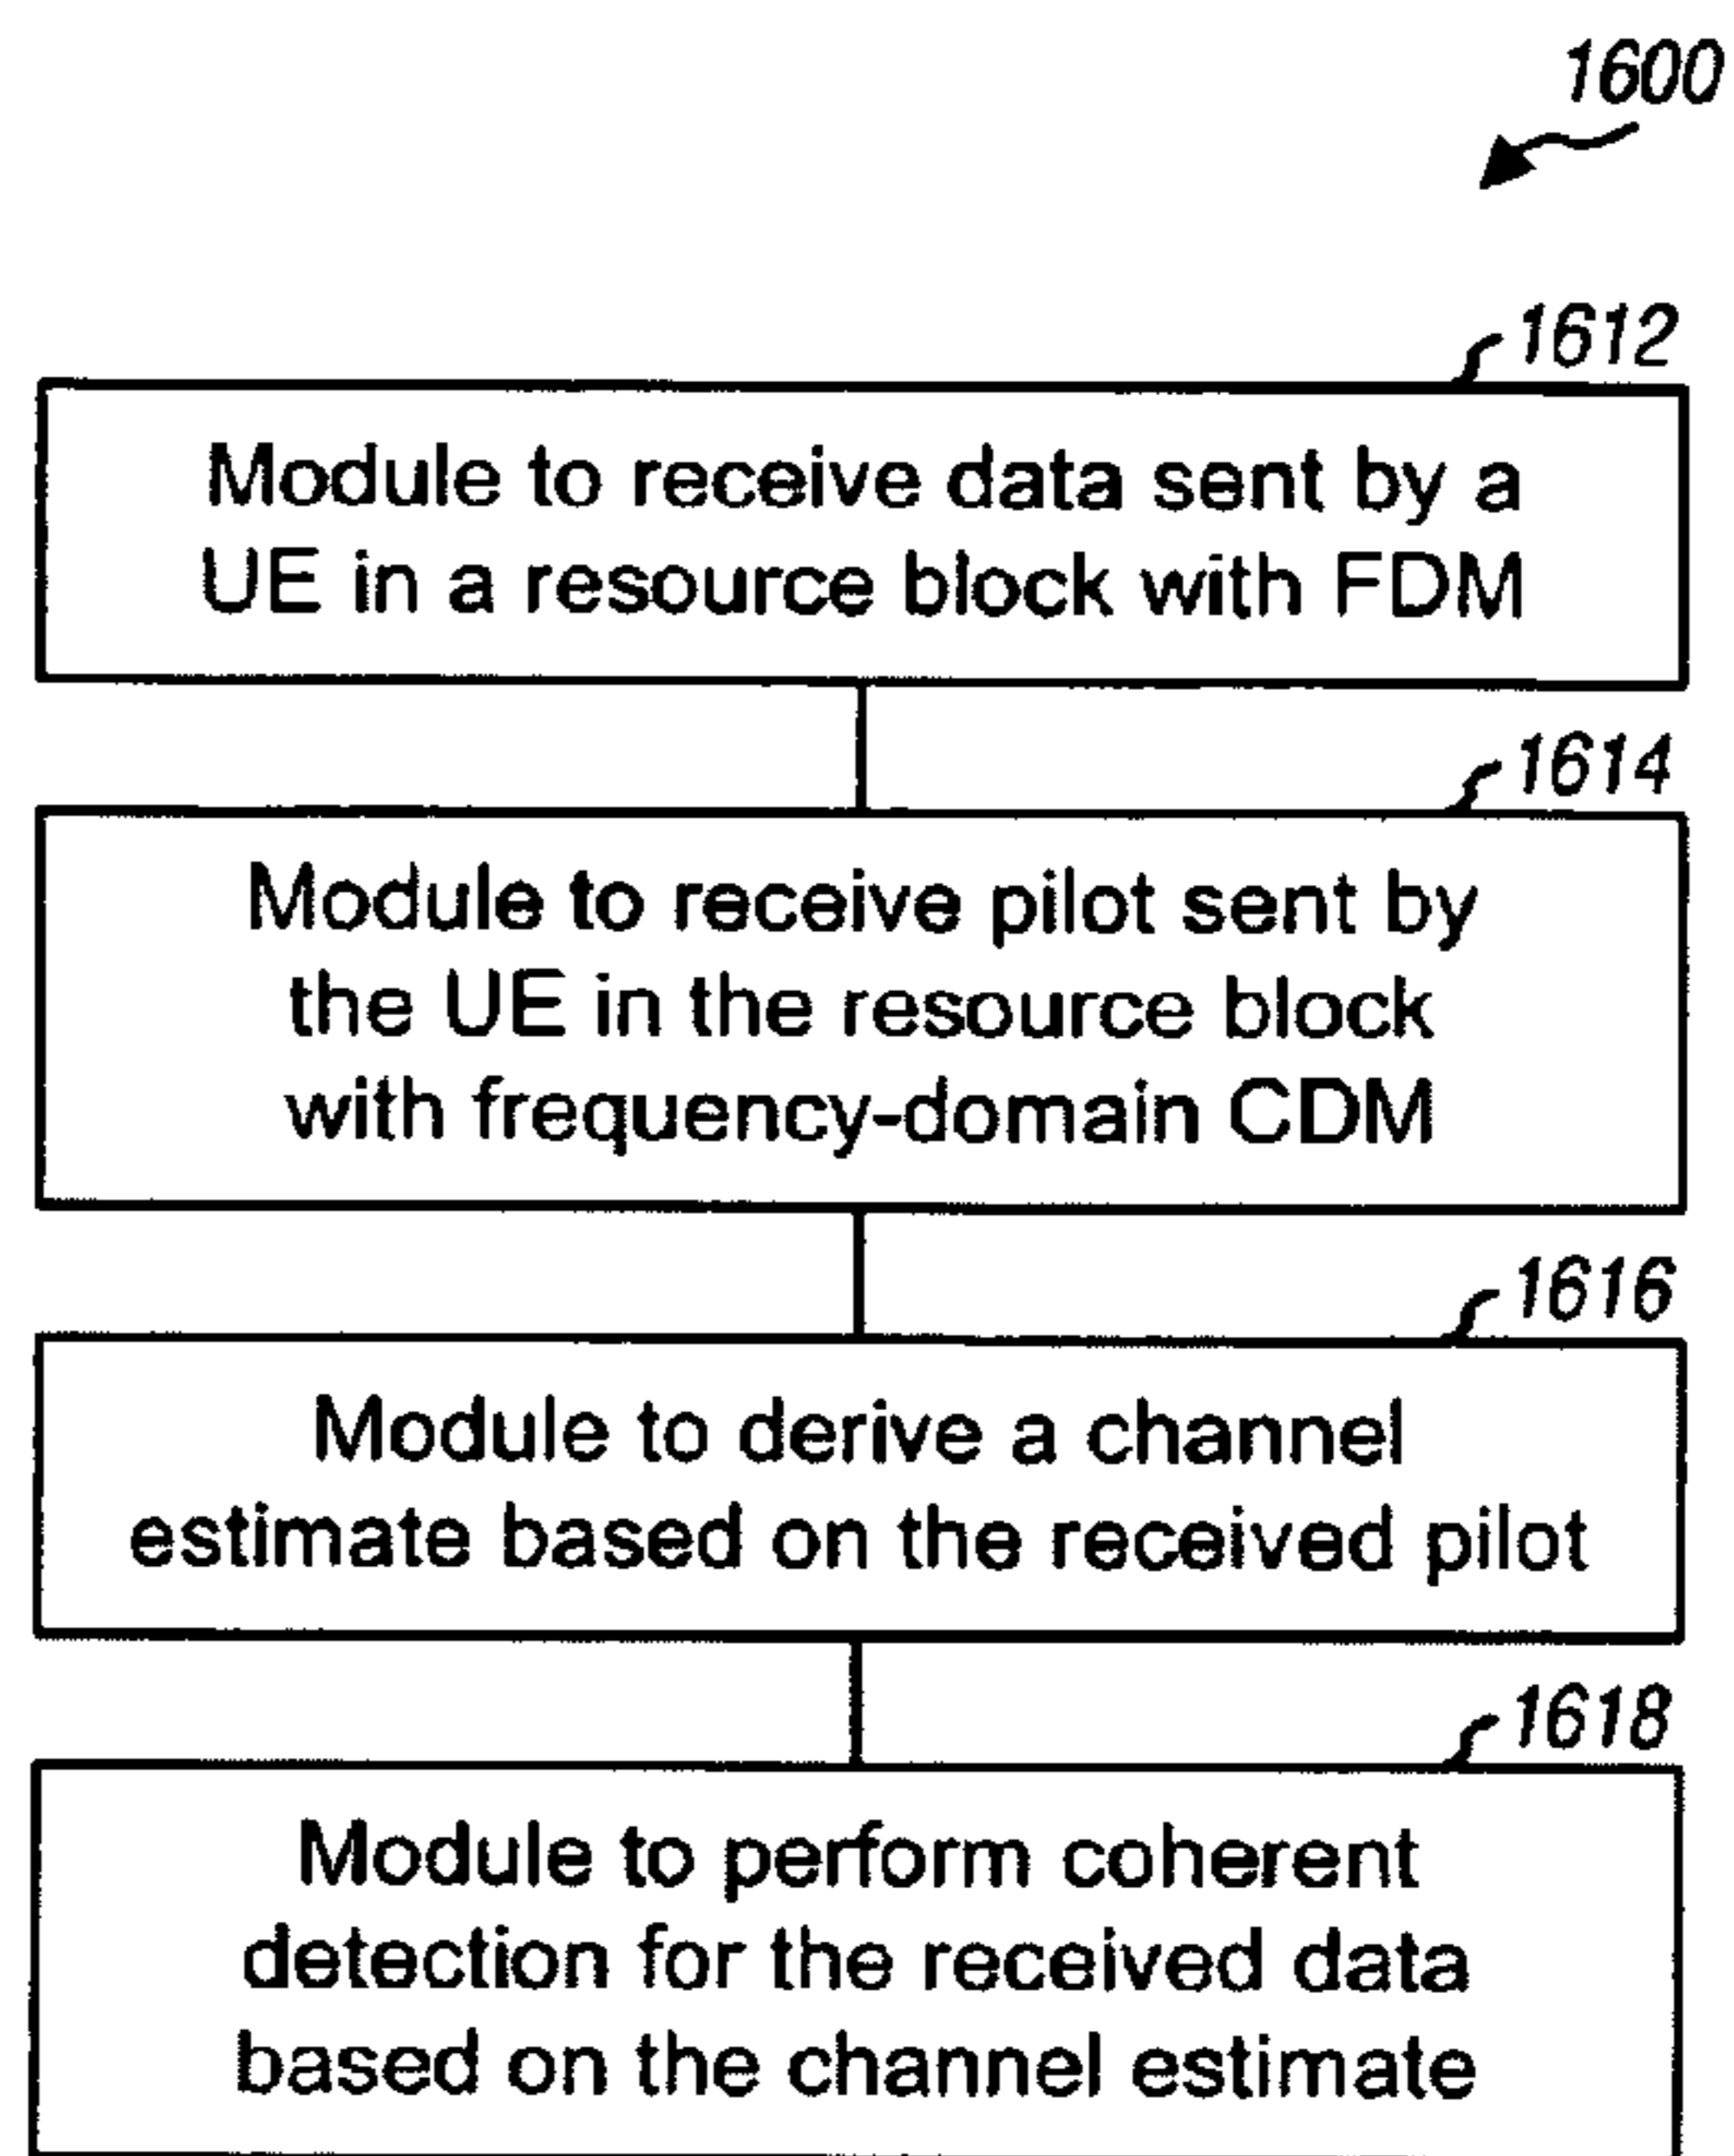 1600
1612
Module to receive data sent by a
UE in a resource block with FDM
1614
Module to receive pilot sent by
the UE in the resource block
with frequency-domain CDM
1616
Module to derive a channel
estimate based on the received pilot
1618
Module to perform coherent
detection for the received data
based on the channel estimate